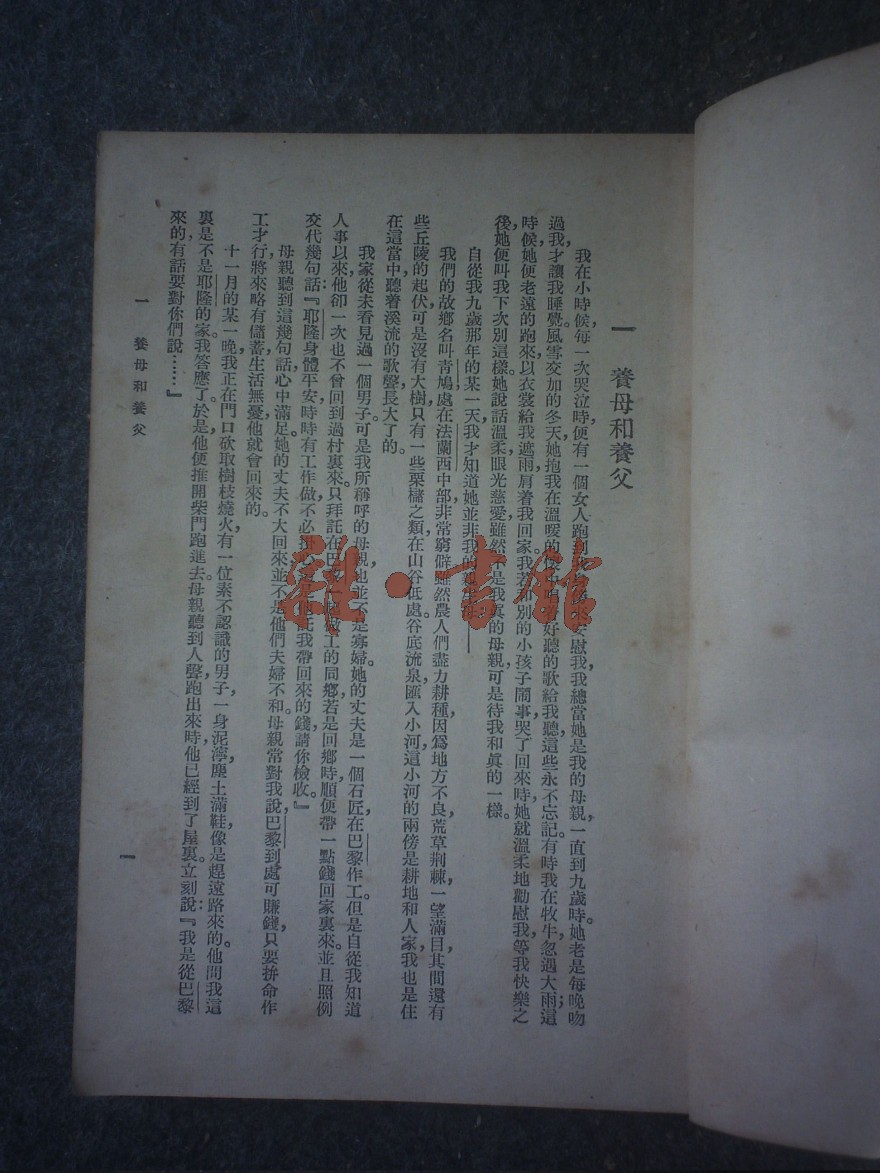 一 養母和養父
我在小時候，每一次哭泣時，便有一個女人跑到我身後來安慰我，我總當她是我的母親，一直到九歲時，她老是每晚吻
過我，才讓我睡覺。風雪交加的冬天，她抱我在溫暖的 好聽的歌給我聽，這些永不忘記。有時我在牧牛，忽遇大雨，這
時候她便老遠的跑來，以衣裳給我遮雨，肩着我回家。我若 別的小孩子鬧事，哭了回來時，她就溫柔地勸慰我，等我快樂之
後，她便叫我下次別這樣。她說話溫柔，眼光慈愛，雖然不是我真的母親，可是待我和眞的一樣。
自從我九歲那年的某一天，我才知道她並非我的
我們的故鄉名叫青鳩，處在法蘭西中部，非常窮僻。雖然農人們盡力耕種，因爲地方不良，荒草荆棘，一望滿目。其間還有
些丘陵的起伏，可是沒有大樹，只有一些栗櫧之類。在山谷低處，谷底流泉匯入小河，這小河的兩傍是耕地和人家，我也是住
在這當中聽着溪流的歌聲長大了的。
我家從未看見過一個男子，可是我所稱呼的母親也並不是寡婦，她的丈夫是一個石匠，在巴黎作工。但是自從我知道
人事以來，他卻一次也不曾回到過村裏來。只拜託在巴黎一 工的同鄉，若是回鄉時，順便帶一點錢回家裏來。並且照例
交代幾句話：『耶隆身體平安，時時有工作做，不必 託我帶回來的錢，請你檢收。』
母親聽到這幾句話，心中滿足。她的丈夫不大回來，並不是他們夫婦不和。母親常對我說，巴黎到處可賺錢，只要拚命作
工才行，將來略有儲蓄，生活無憂，他就會回來的。
十一月的某一晚，我正在門口砍取樹枝燒火，有一位素不認識的男子，一身泥濘，塵土滿鞋，像是趕遠路來的。他問我這
裏是不是耶隆的家，我答應了，於是他便推開柴門跑進去。母親聽到人聲，跑出來時，他已經到了屋裏。立刻說：『我是從巴黎
來的，有話要對你們說……』
一 養母和養父
一
雜·書館